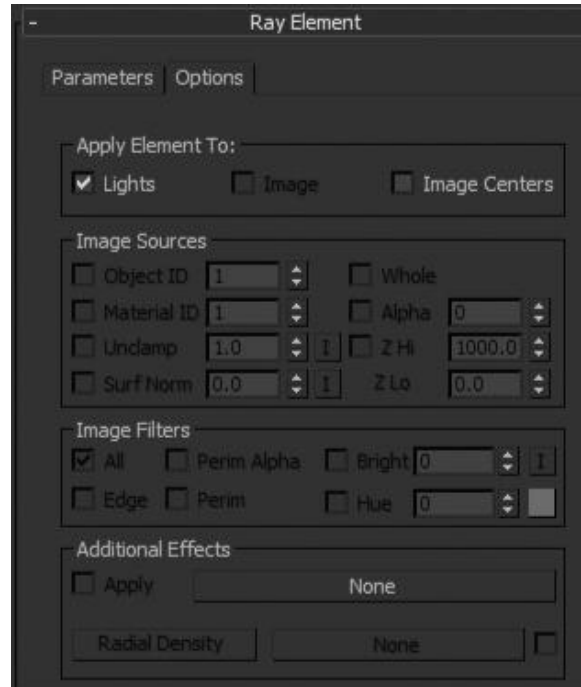 - Ray Element
Parameters Options
Apply Element To:
Lights Image Image Centers
Image Sources
Object ID 1 Whole
Material ID 1 Alpha 0
Unclamp 1.0 I Z Hi 1000.0
Surf Norm 0.0 I Z Lo 0.0
Image Filters
All Perim Alpha Bright 0 I
Edge Perim Hue 0
Additional Effects
Apply None
Radial Density None